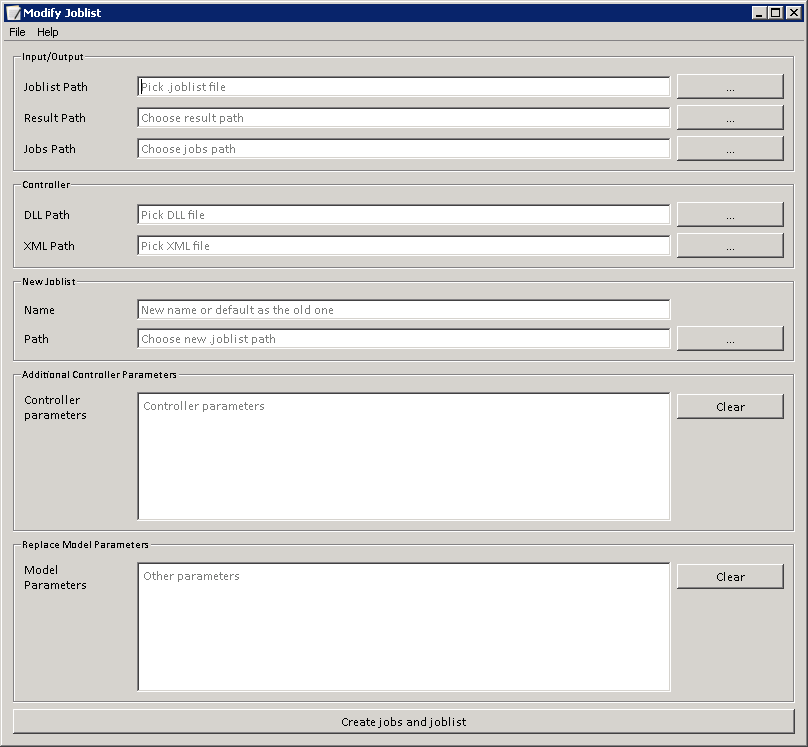 Modify Joblist
File Help
Input/Output
Joblist Path Pick .joblist file ...
Result Path Choose result path ...
Jobs Path Choose jobs path ...
Controller
DLL Path Pick DLL file ...
XML Path Pick XML file ...
New Joblist
Name New name or default as the old one
Path Choose new .joblist path ...
Additional Controller Parameters
Controller
parameters
Controller parameters
Clear
Replace Model Parameters
Model
Parameters
Other parameters
Clear
Create jobs and joblist